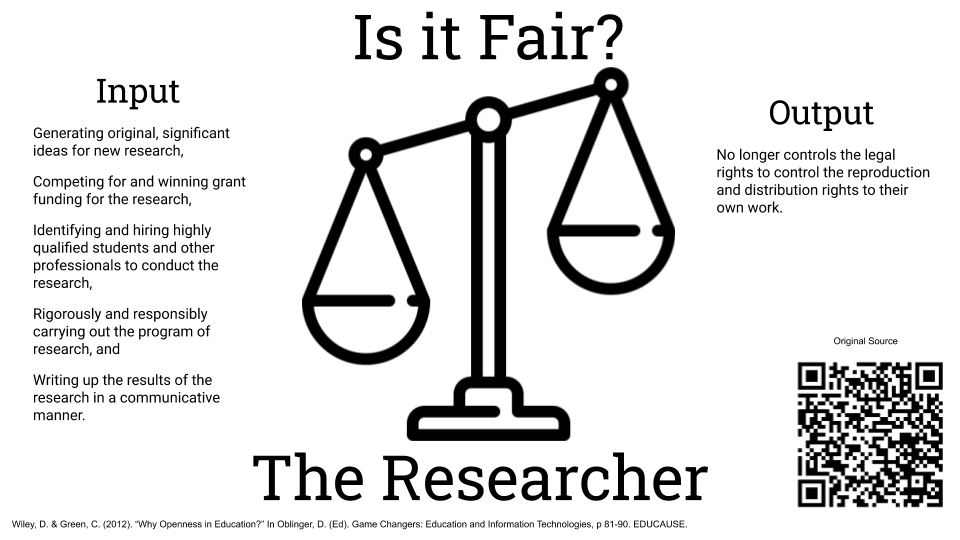 Is it Fair?
Input
Generating original, significant
ideas for new research,
Competing for and winning grant
funding for the research,
Identifying and hiring highly
qualified students and other
professionals to conduct the
research,
Rigorously and responsibly
carrying out the program of
research, and
Writing up the results of the
research in a communicative
manner.
Output
No longer controls the legal
rights to control the reproduction
and distribution rights to their
own work.
Original Source
The Researcher
Wiley, D. & Green, C. (2012). “Why Openness in Education?” In Oblinger, D. (Ed). Game Changers: Education and Information Technologies, p 81-90. EDUCAUSE.